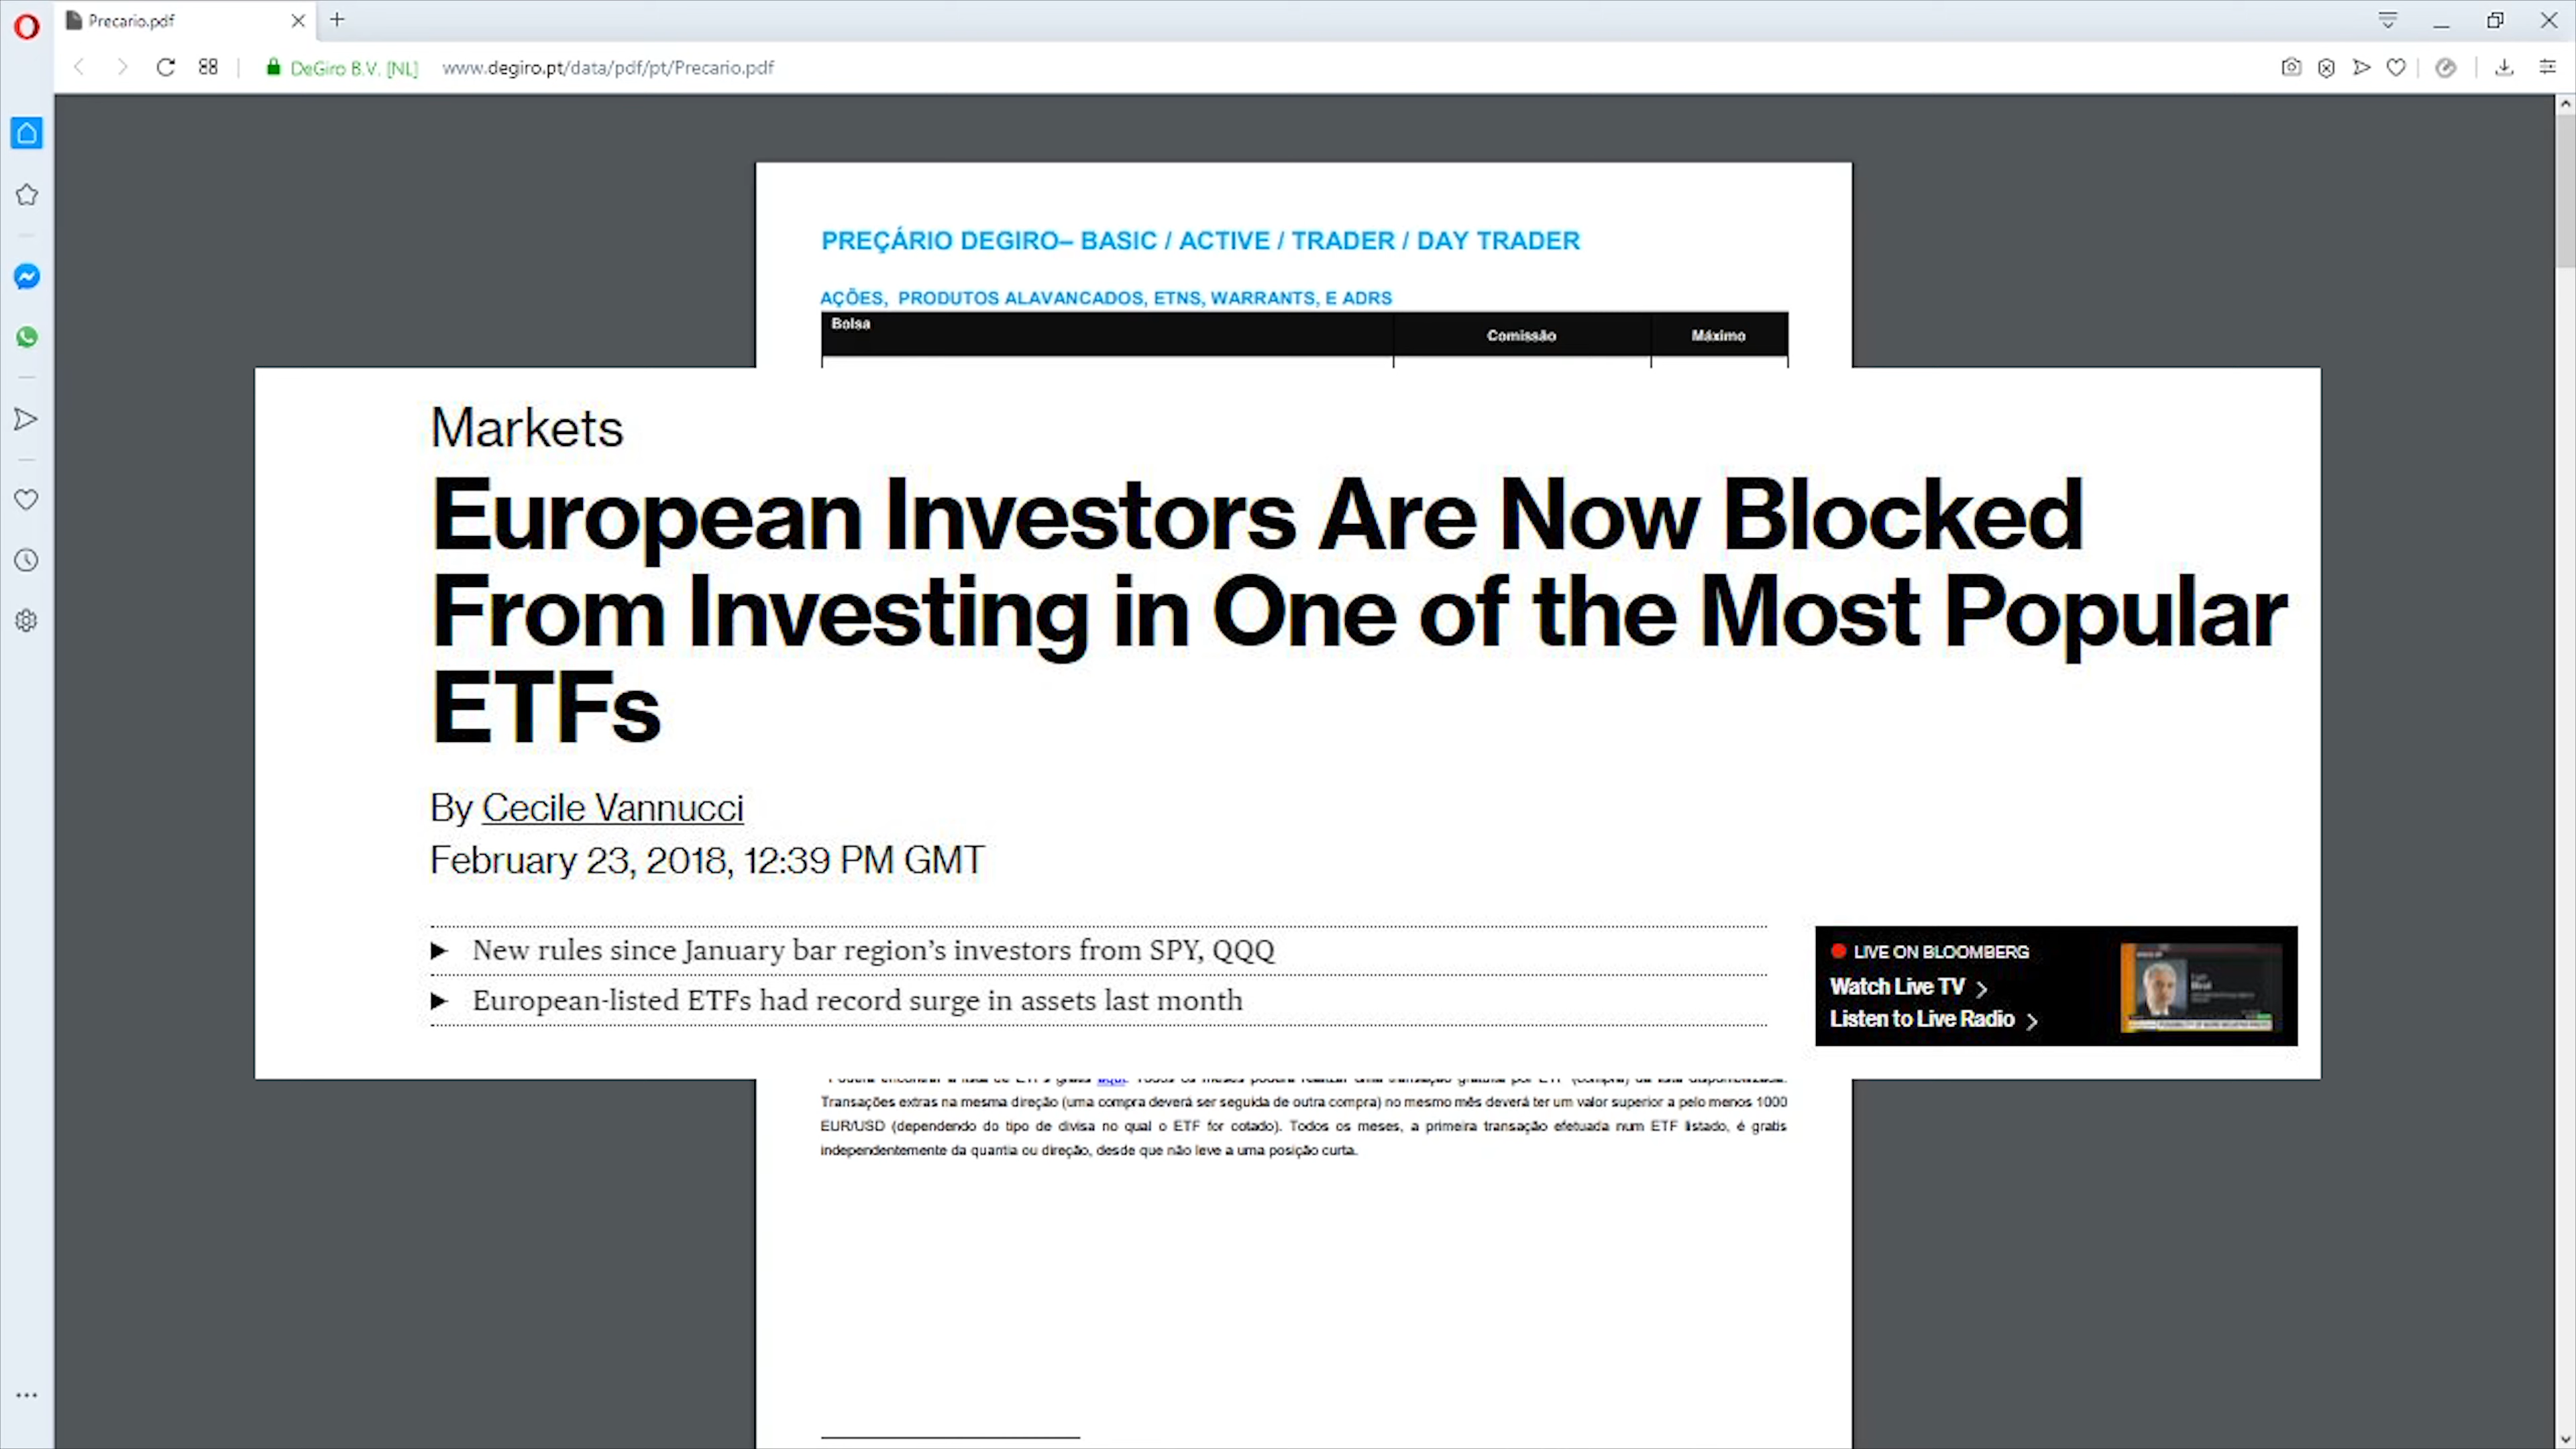 Precario.pdf
DeGiro B.V. [NL] www.degiro.pt/data/pdf/pt/Precario.pdf
PREÇÁRIO DEGIRO– BASIC / ACTIVE / TRADER / DAY TRADER
AÇÕES, PRODUTOS ALAVANCADOS, ETNS, WARRANTS, E ADRS
Bolsa Comissão Máximo
Markets
European Investors Are Now Blocked
From Investing in One of the Most Popular
ETFs
By Cecile Vannucci
February 23, 2018, 12:39 PM GMT
New rules since January bar region's investors from SPY, QQQ
European-listed ETFs had record surge in assets last month
LIVE ON BLOOMBERG
Watch Live TV
Listen to Live Radio
Transações extras na mesma direção (uma compra deverá ser seguida de outra compra) no mesmo mês deverá ter um valor superior a pelo menos 1000
EUR/USD (dependendo do tipo de divisa no qual o ETF for cotado). Todos os meses, a primeira transação efetuada num ETF listado, é gratis
independentemente da quantia ou direção, desde que não leve a uma posição curta.